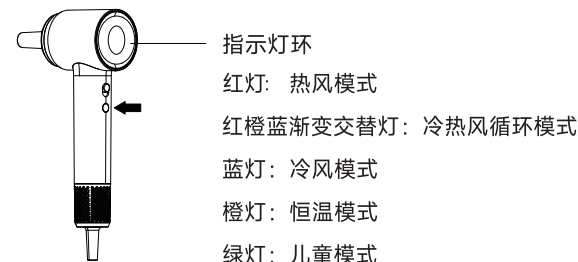 指示灯环
红灯: 热风模式
红橙蓝渐变交替灯：冷热风循环模式
蓝灯：冷风模式
橙灯：恒温模式
绿灯：儿童模式